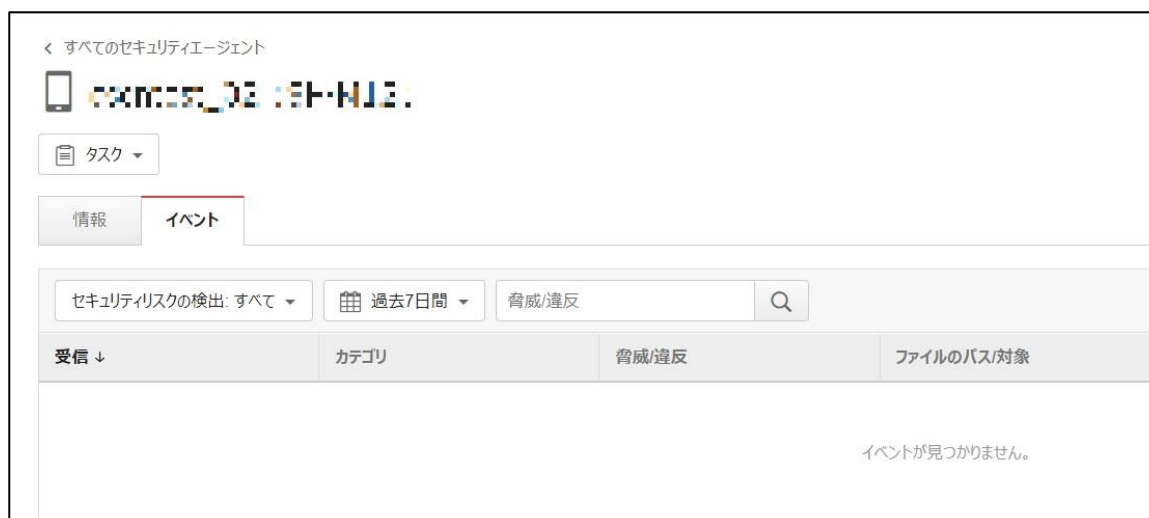 すべてのセキュリティエージェント
タスク
情報 イベント
セキュリティリスクの検出: すべて 過去7日間 脅威/違反
受信↓ カテゴリ 脅威/違反 ファイルのパス/対象
イベントが見つかりません。